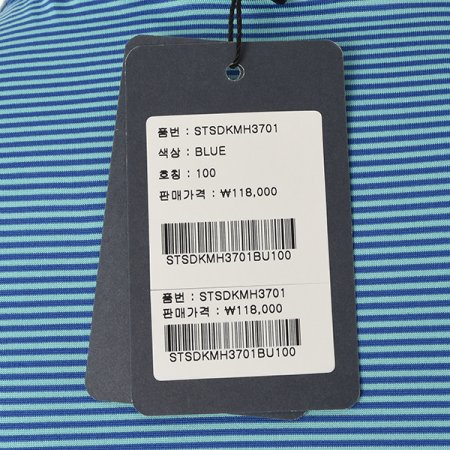 품번 : STSDKMH3701
색상 : BLUE
호칭 : 100
판매가격 : ₩118,000
STSDKMH3701BU100
품번 : STSDKMH3701
판매가격 : ₩118,000
STSDKMH3701BU100